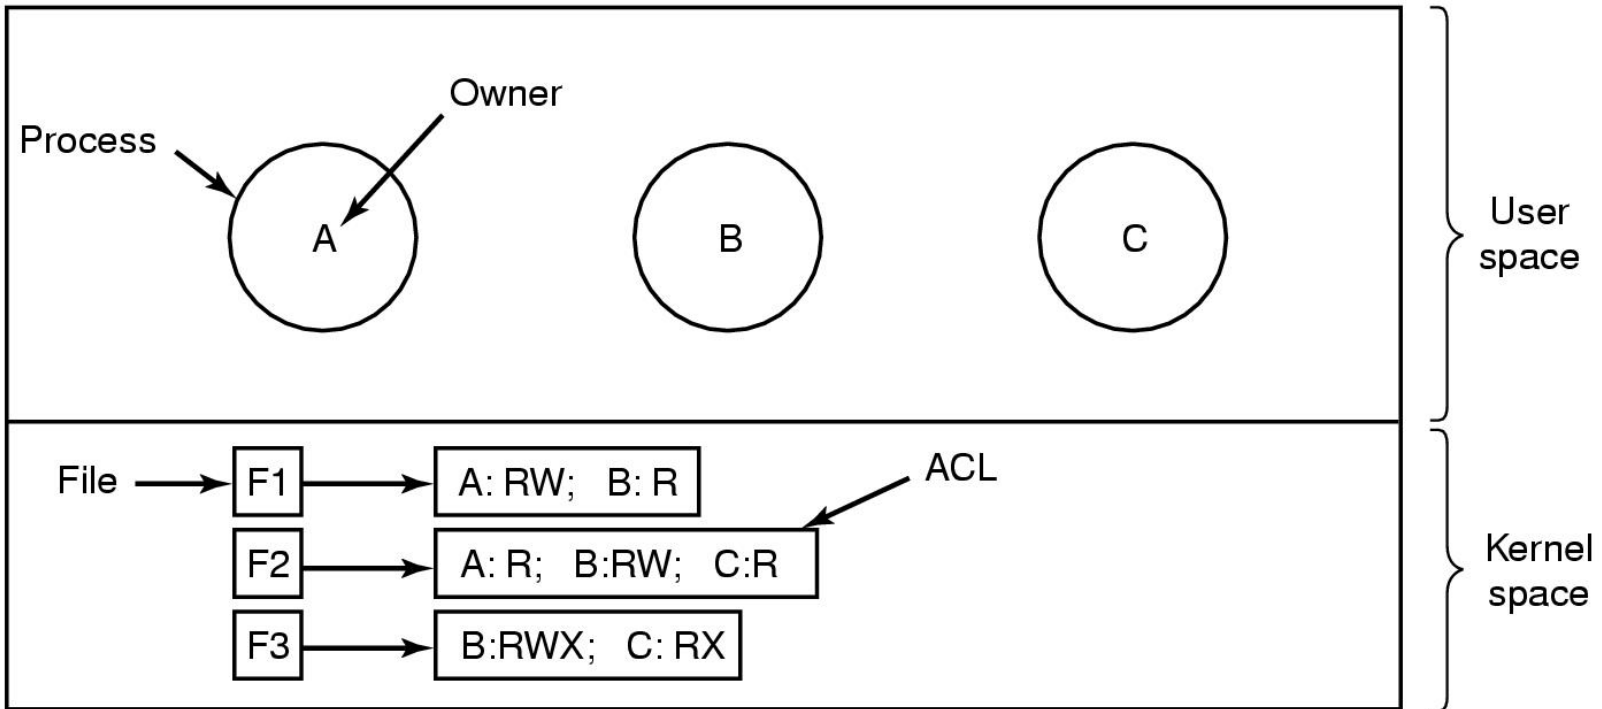 Owner
Process
A
B
C
User
space
File
F1
A: RW; B: R
ACL
F2
A: R; B:RW; C:R
F3
B:RWX; C: RX
Kernel
space